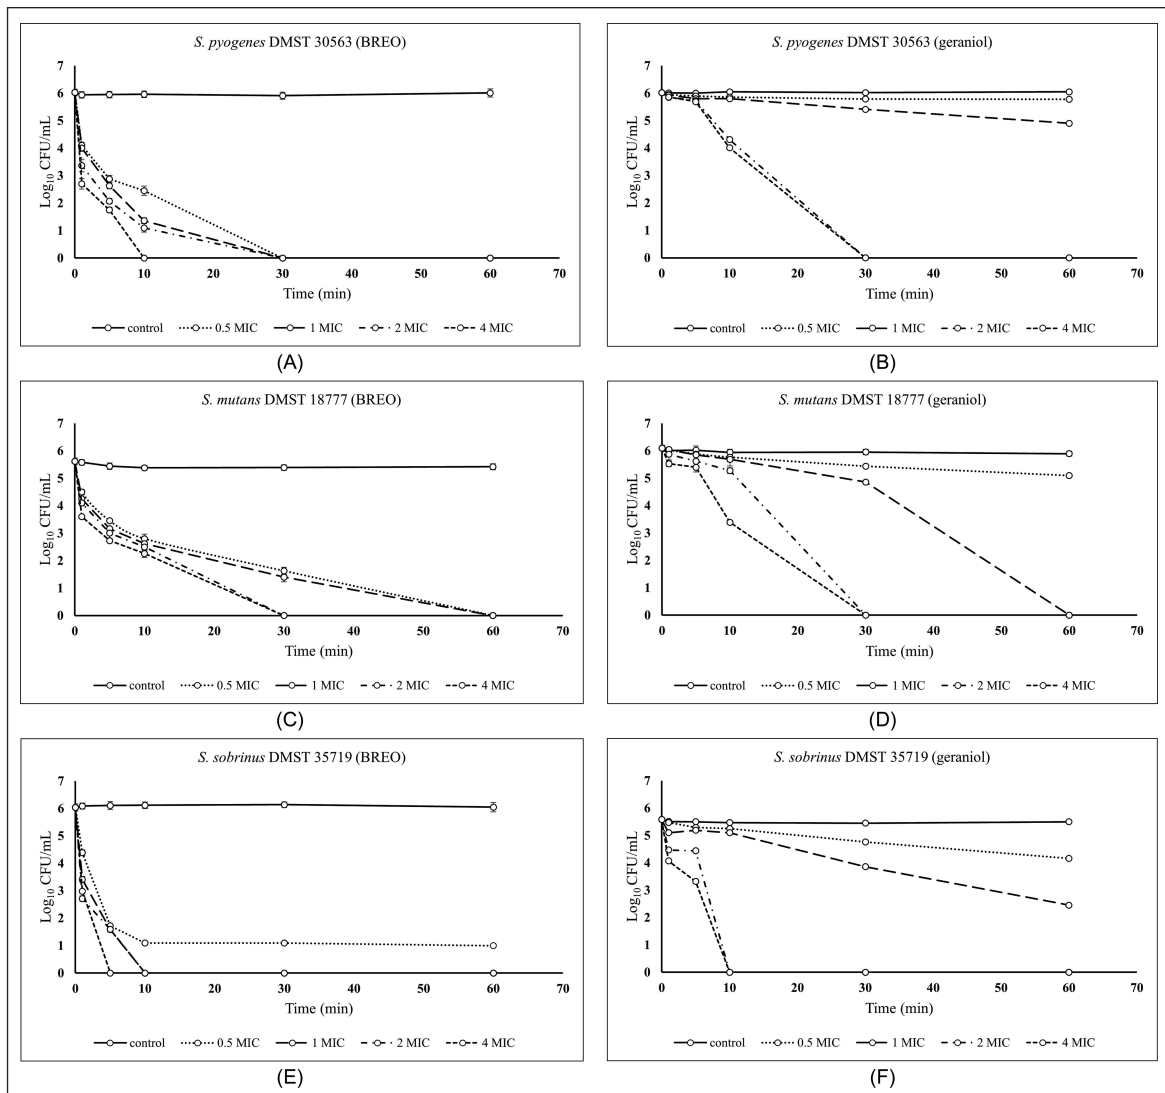 S. pyogenes DMST 30563 (BREO)
7
6
5
4
3
2
1
0
Log10 CFU/mL
0 10 20 30 40 50 60 70
Time (min)
control 0.5 MIC 1 MIC 2 MIC 4 MIC
(A)
S. pyogenes DMST 30563 (geraniol)
7
6
5
4
3
2
1
0
Log10 CFU/mL
0 10 20 30 40 50 60 70
Time (min)
control 0.5 MIC 1 MIC 2 MIC 4 MIC
(B)
S. mutans DMST 18777 (BREO)
7
6
5
4
3
2
1
0
Log10 CFU/mL
0 10 20 30 40 50 60 70
Time (min)
control 0.5 MIC 1 MIC 2 MIC 4 MIC
(C)
S. mutans DMST 18777 (geraniol)
7
6
5
4
3
2
1
0
Log10 CFU/mL
0 10 20 30 40 50 60 70
Time (min)
control 0.5 MIC 1 MIC 2 MIC 4 MIC
(D)
S. sobrinus DMST 35719 (BREO)
7
6
5
4
3
2
1
0
Log10 CFU/mL
0 10 20 30 40 50 60 70
Time (min)
control 0.5 MIC 1 MIC 2 MIC 4 MIC
(E)
S. sobrinus DMST 35719 (geraniol)
7
6
5
4
3
2
1
0
Log10 CFU/mL
0 10 20 30 40 50 60 70
Time (min)
control 0.5 MIC 1 MIC 2 MIC 4 MIC
(F)